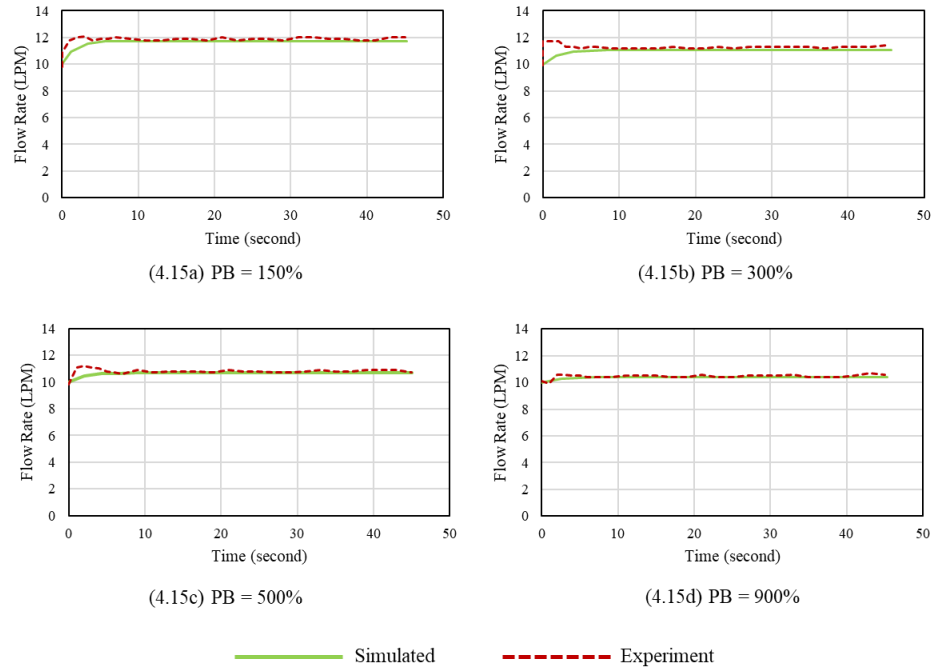 14
12
10
8
6
4
2
0
Flow Rate (LPM)
0 10 20 30 40 50
Time (second)
(4.15a) PB = 150%
14
12
10
8
6
4
2
0
Flow Rate (LPM)
0 10 20 30 40 50
Time (second)
(4.15b) PB = 300%
14
12
10
8
6
4
2
0
Flow Rate (LPM)
0 10 20 30 40 50
Time (second)
(4.15c) PB = 500%
14
12
10
8
6
4
2
0
Flow Rate (LPM)
0 10 20 30 40 50
Time (second)
(4.15d) PB = 900%
Simulated Experiment